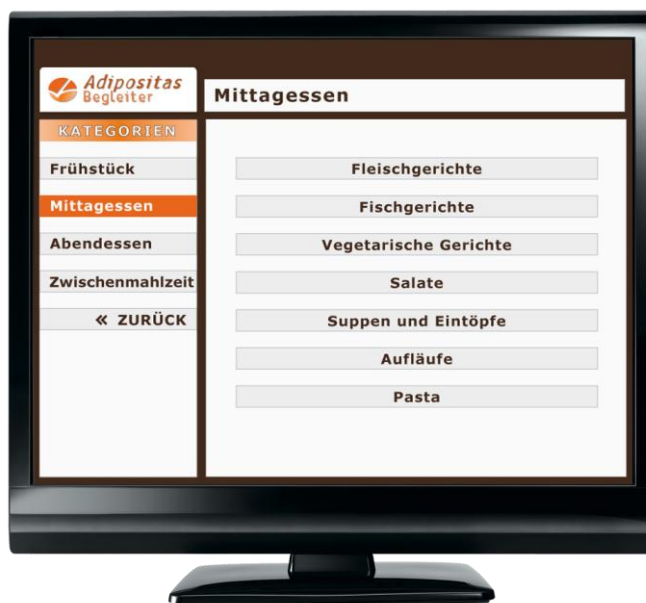 Adipositas
Begleiter
Mittagessen
KATEGORIEN
Frühstück
Mittagessen
Abendessen
Zwischenmahlzeit
« ZURÜCK
Fleischgerichte
Fischgerichte
Vegetarische Gerichte
Salate
Suppen und Eintöpfe
Aufläufe
Pasta